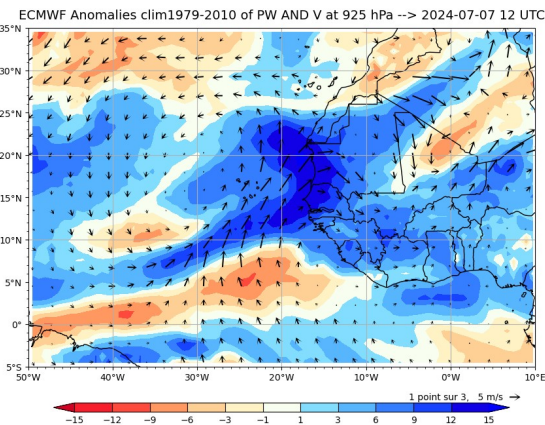 ECMWF Anomalies clim1979-2010 of PW AND V at 925 hPa --> 2024-07-07 12 UTC
35°N
30°N
25°N
20°N
15°N
10°N
5°N
0°
5°S
50°W 40°W 30°W 20°W 10°W 0°W 10°E
1 point sur 3, 5 m/s
−15 −12 −9 −6 −3 −1 1 3 6 9 12 15